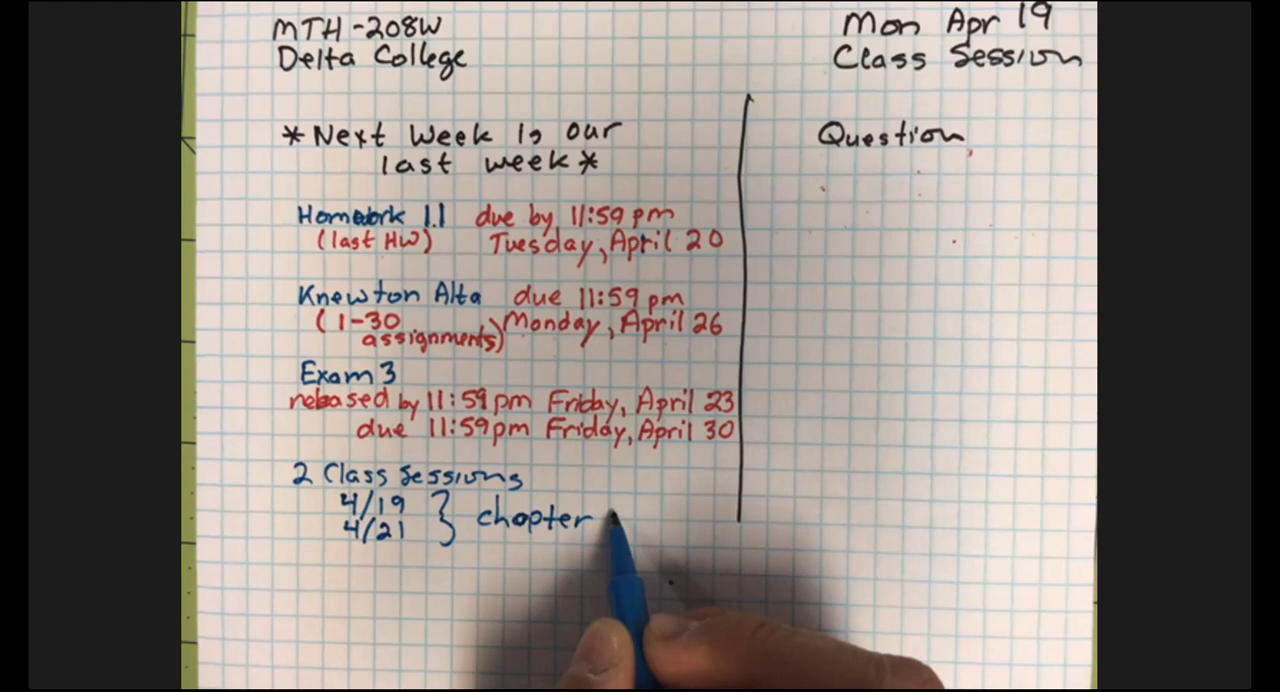 MTH-208W
Delta College
Mon Apr 19
Class Session
*Next Week is our
last week*
Homework 11 due by 11:59 pm
(last HW) Tuesday, April 20
Knewton Alta due 11:59 pm
(1-30 Monday, April 26
assignments)
Exam 3
released by 11:59 pm Friday, April 23
due 11:59pm Friday, April 30
2 Class Sessions
4/19
4/21 } chapter
Question